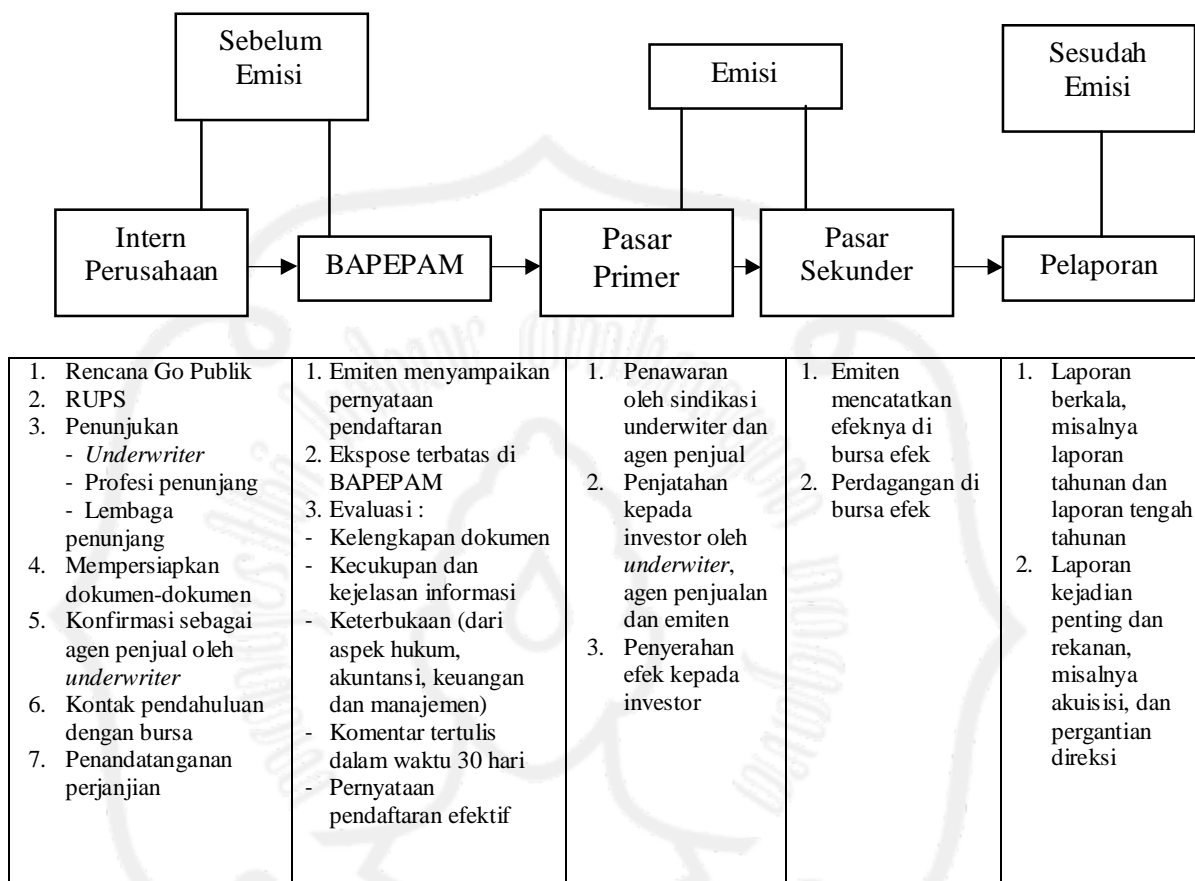 Sebelum
Emisi
Emisi
Sesudah
Emisi
Intern
Perusahaan
BAPEPAM
Pasar
Primer
Pasar
Sekunder
Pelaporan
1. Rencana Go Publik
2. RUPS
3. Penunjukan
- Underwriter
- Profesi penunjang
- Lembaga
penunjang
4. Mempersiapkan
dokumen-dokumen
5. Konfirmasi sebagai
agen penjual oleh
underwriter
6. Kontak pendahuluan
dengan bursa
7. Penandatanganan
perjanjian
1. Emiten menyampaikan
pernyataan
pendaftaran
2. Ekspose terbatas di
BAPEPAM
3. Evaluasi :
- Kelengkapan dokumen
- Kecukupan dan
kejelasan informasi
- Keterbukaan (dari
aspek hukum,
akuntansi, keuangan
dan manajemen)
- Komentar tertulis
dalam waktu 30 hari
- Pernyataan
pendaftaran efektif
1. Penawaran
oleh sindikasi
underwiter dan
agen penjual
2. Penjatahan
kepada
investor oleh
underwiter,
agen penjualan
dan emiten
3. Penyerahan
efek kepada
investor
1. Emiten
mencatatkan
efeknya di
bursa efek
2. Perdagangan di
bursa efek
1. Laporan
berkala,
misalnya
laporan
tahunan dan
laporan tengah
tahunan
2. Laporan
kejadian
penting dan
rekanan,
misalnya
akuisisi, dan
pergantian
direksi